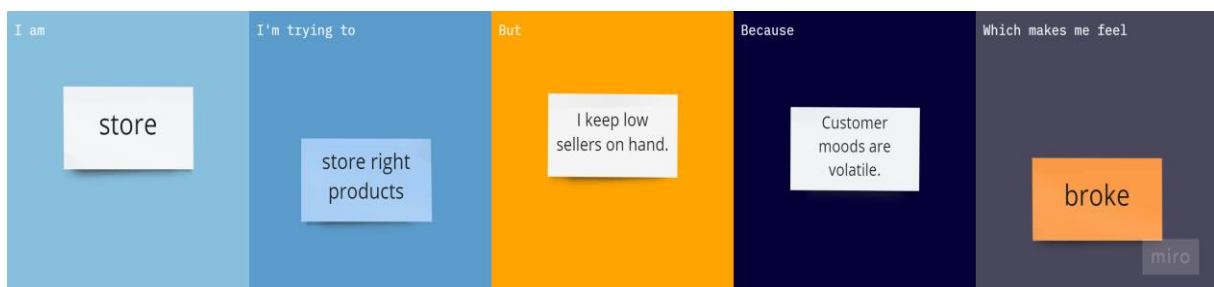 I am
I'm trying to
But
Because
Which makes me feel
store
store right
products
I keep low
sellers on hand.
Customer
moods are
volatile.
broke
miro